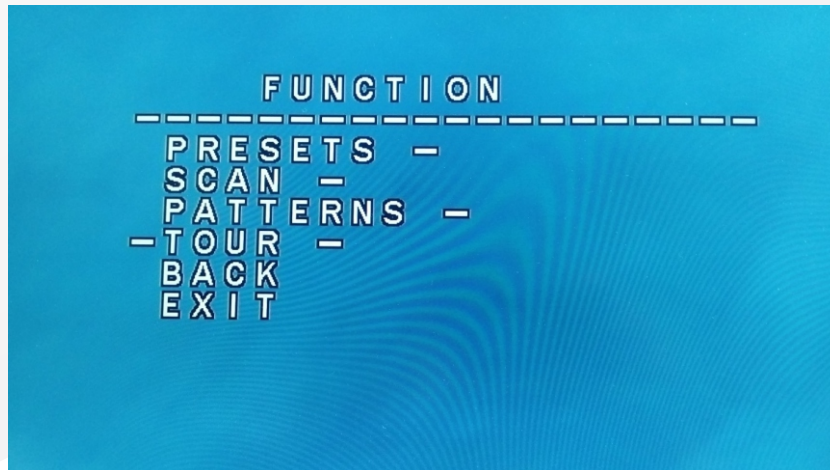 FUNCTION
--------------------
PRESETS -
SCAN -
PATTERNS -
-TOUR -
BACK
EXIT